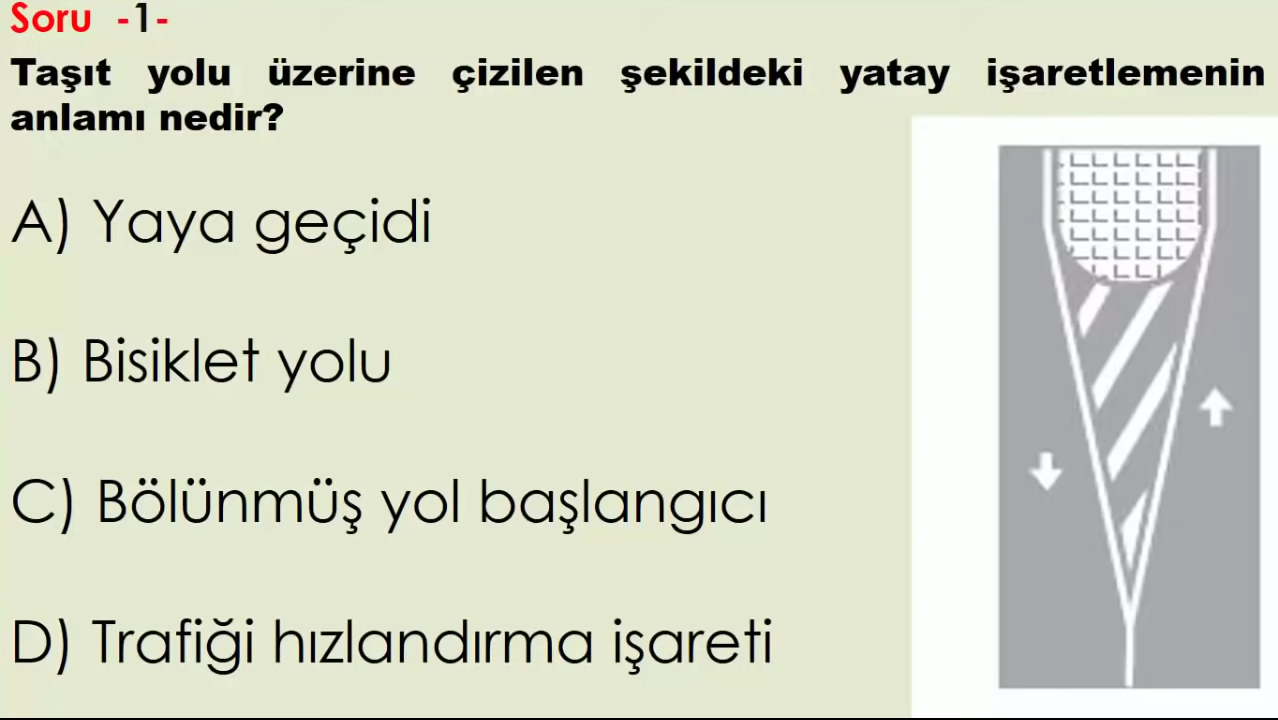 Soru -1-
Taşıt yolu üzerine çizilen şekildeki yatay işaretlemenin
anlamı nedir?
A) Yaya geçidi
B) Bisiklet yolu
C) Bölünmüş yol başlangıcı
D) Trafiği hızlandırma işareti